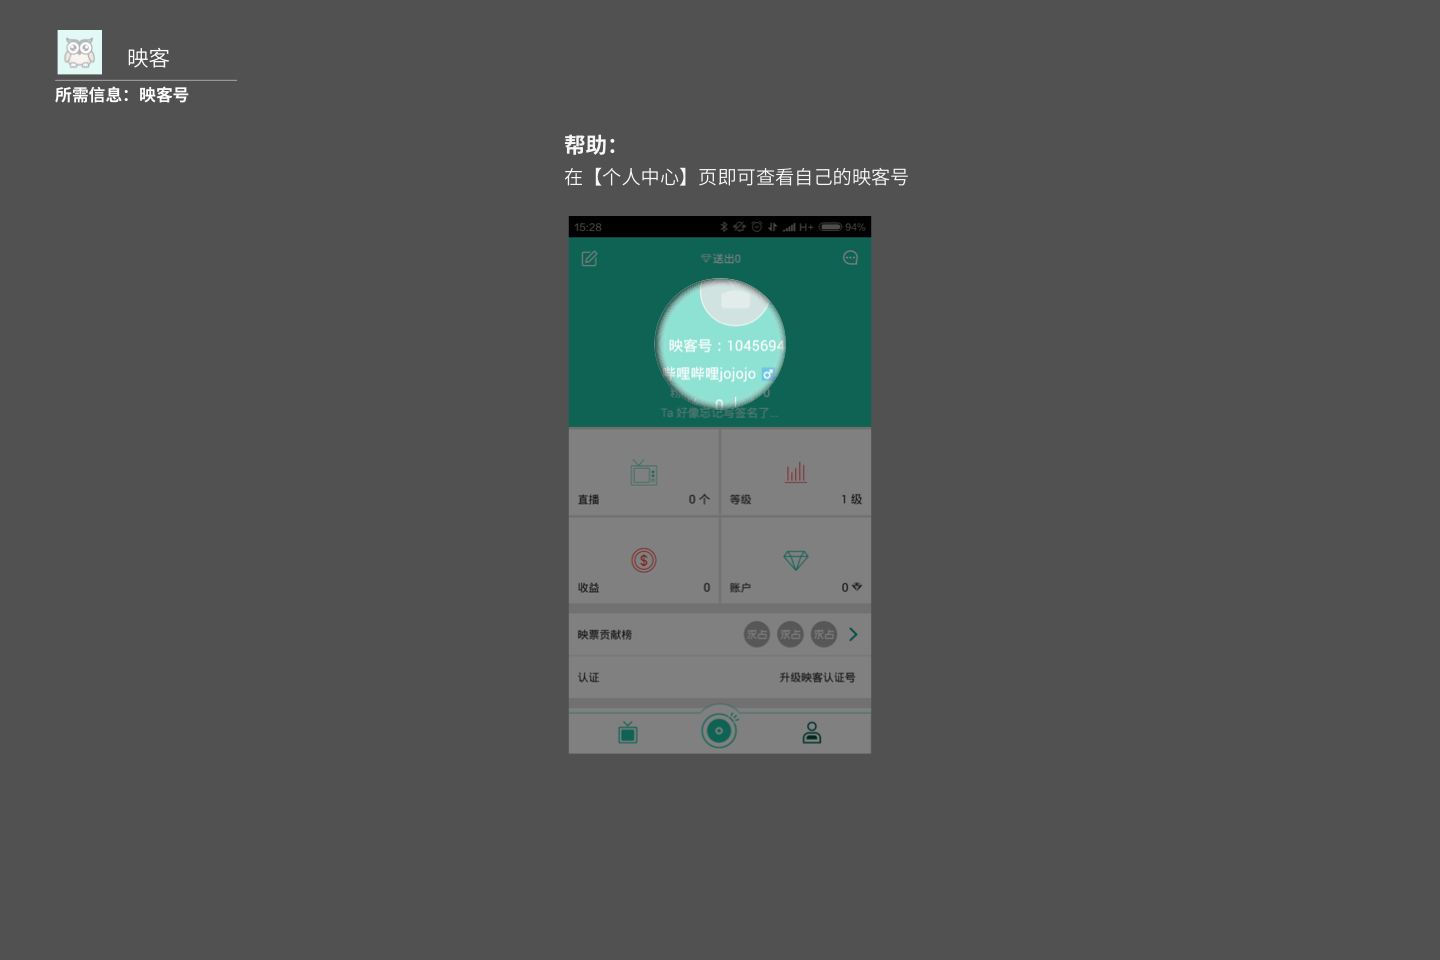 映客
所需信息：映客号
帮助：
在【个人中心】页即可查看自己的映客号
15:28
H+ 94%
送出0
映客号：1045694
哔哩哔哩jojojo
0
0
Ta 好像忘记写签名了...
直播 0 个
等级 1 级
收益 0
账户 0
映票贡献榜
认证 升级映客认证号